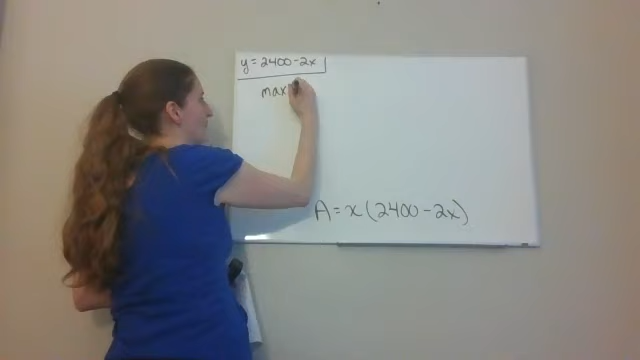 y = 2400 - 2x
max
A = x(2400 - 2x)